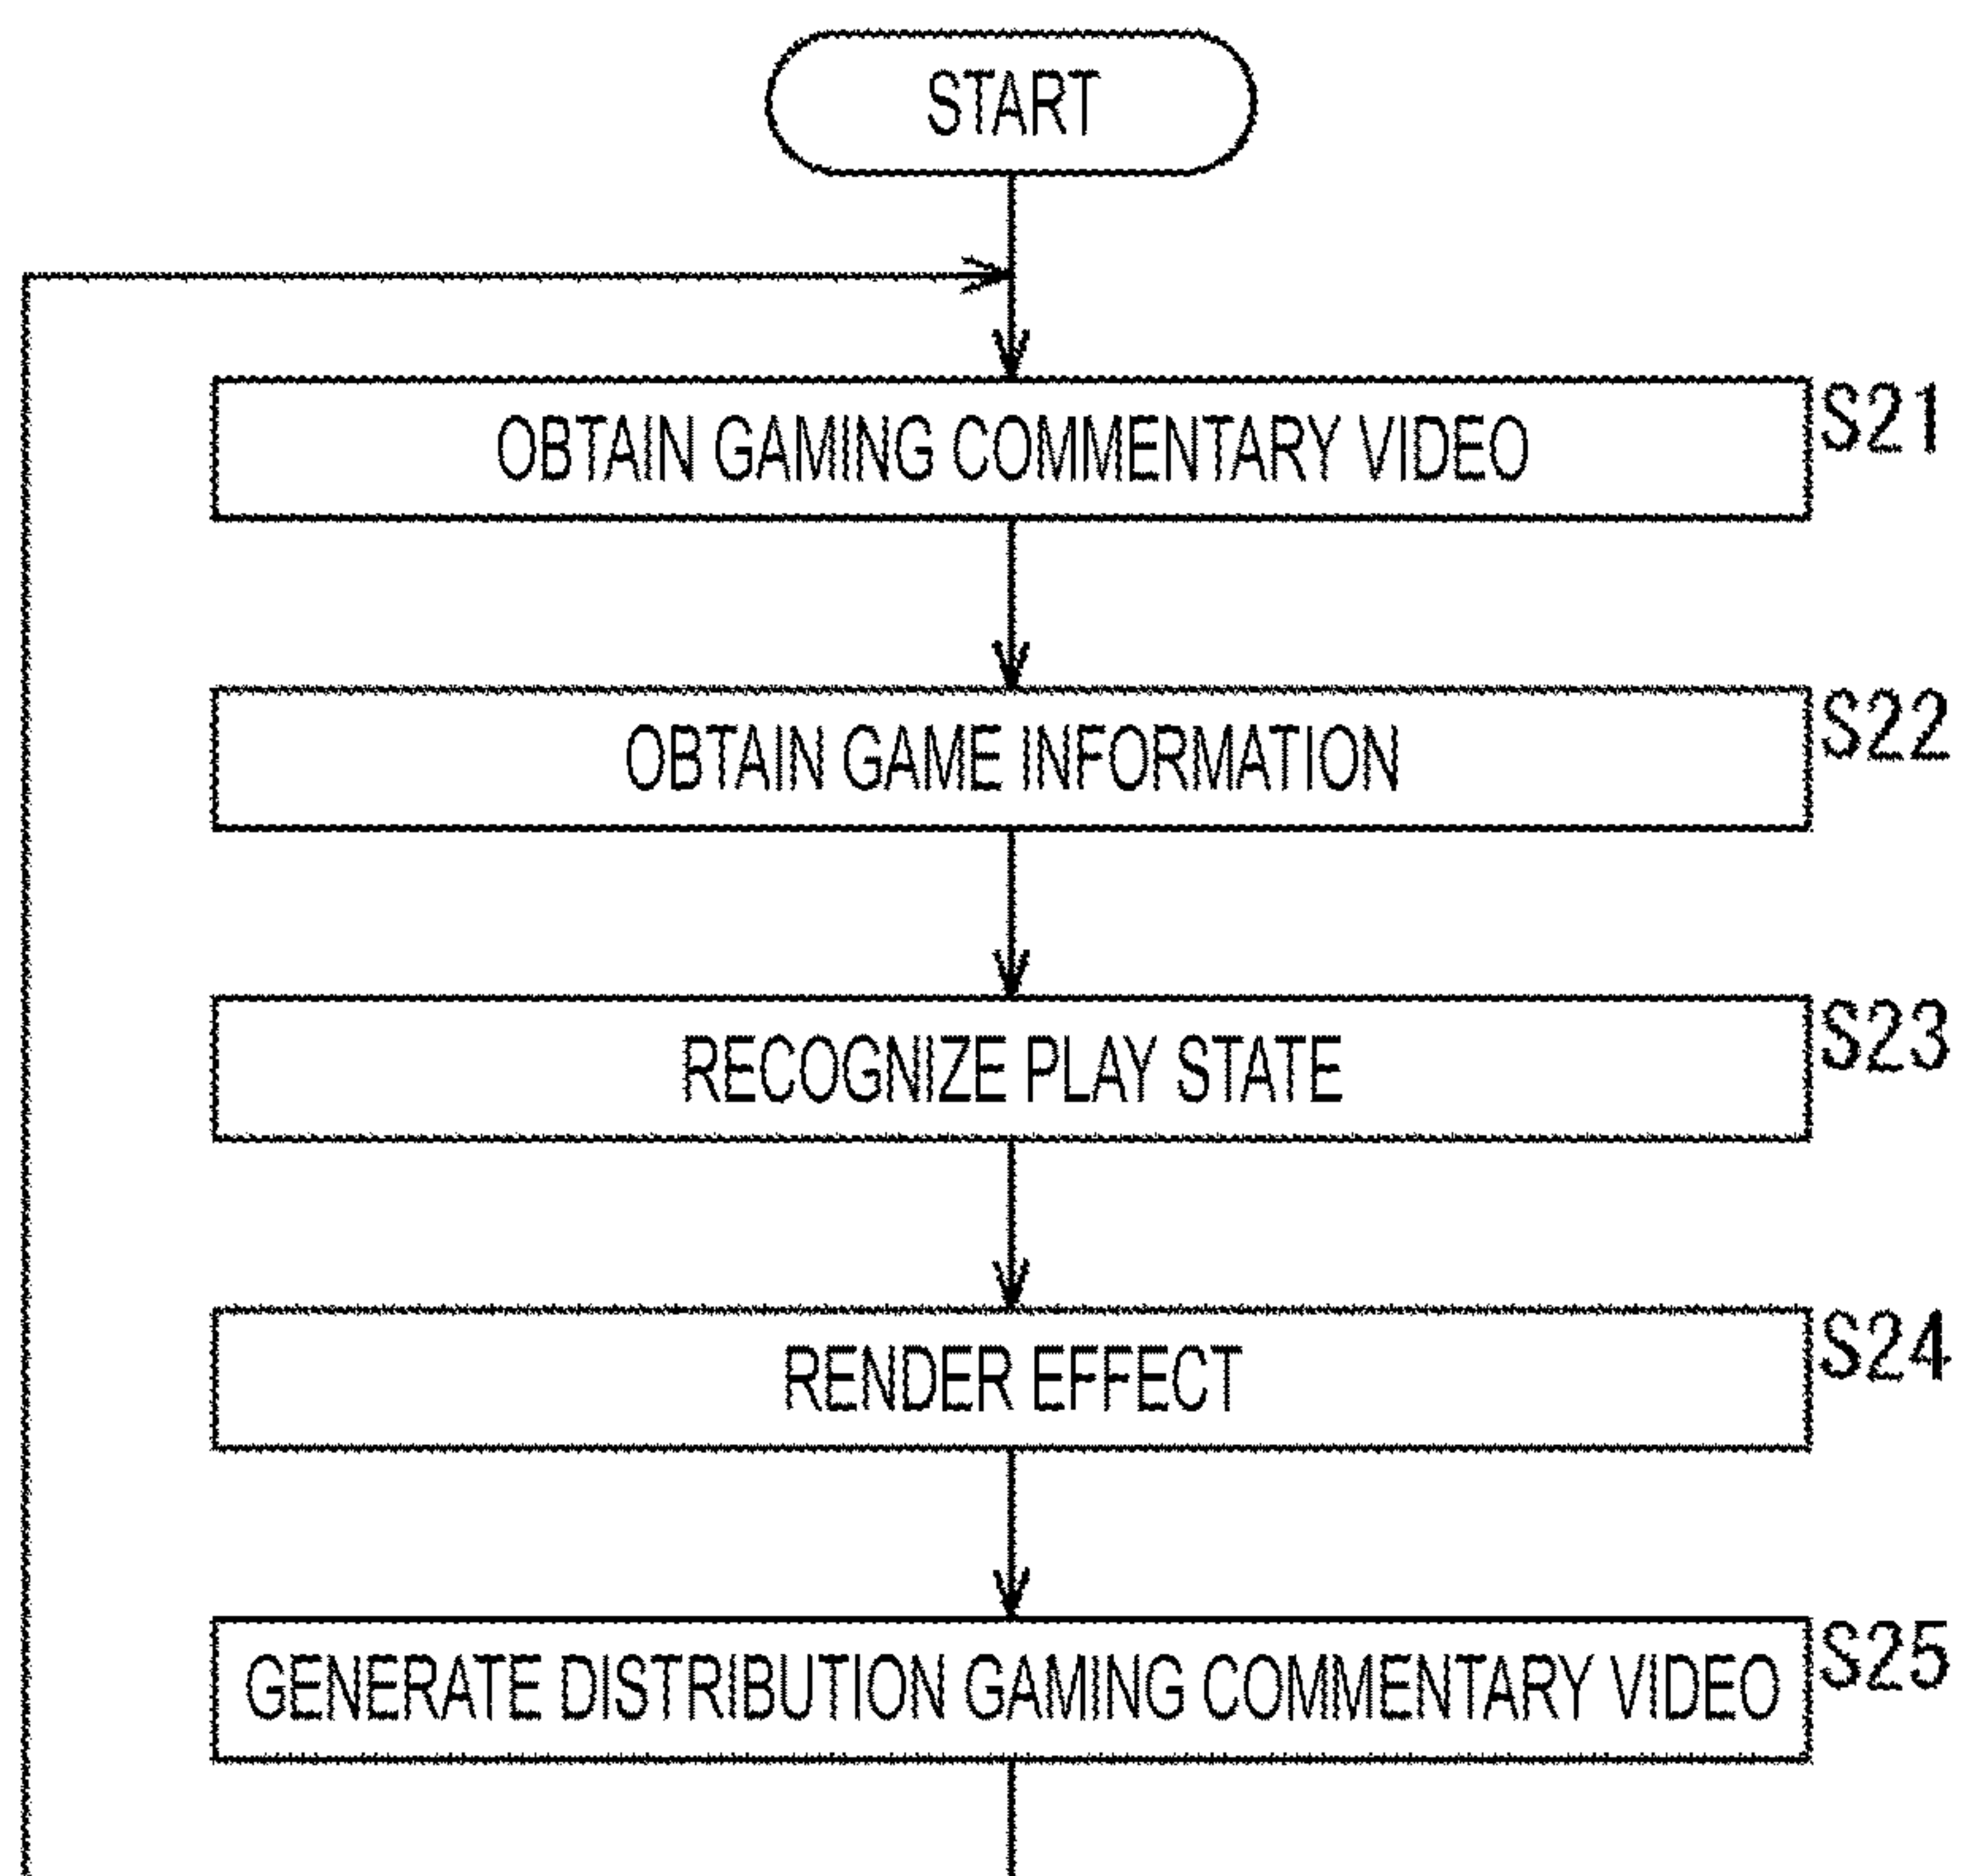 START
OBTAIN GAMING COMMENTARY VIDEO
S21
OBTAIN GAME INFORMATION
S22
RECOGNIZE PLAY STATE
S23
RENDER EFFECT
S24
GENERATE DISTRIBUTION GAMING COMMENTARY VIDEO
S25